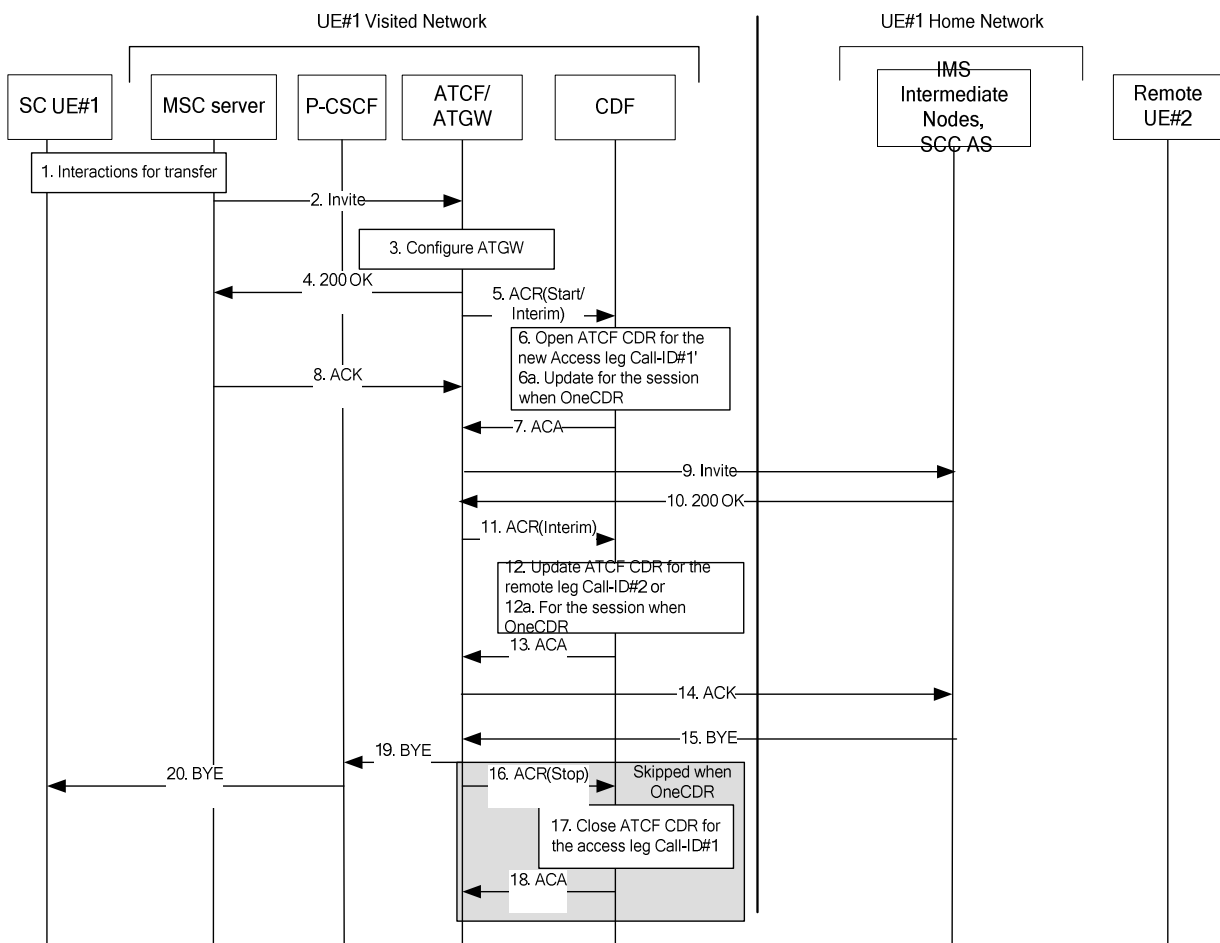 UE#1 Visited Network
UE#1 Home Network
SC UE#1
MSC server
P-CSCF
ATCF/
ATGW
CDF
IMS
Intermediate
Nodes,
SCC AS
Remote
UE#2
1. Interactions for transfer
2. Invite
3. Configure ATGW
4. 200 OK
5. ACR(Start/
Interim)
6. Open ATCF CDR for the
new Access leg Call-ID#1'
6a. Update for the session
when OneCDR
8. ACK
7. ACA
9. Invite
10. 200 OK
11. ACR(Interim)
12. Update ATCF CDR for the
remote leg Call-ID#2 or
12a. For the session when
OneCDR
13. ACA
14. ACK
15. BYE
19. BYE
20. BYE
16. ACR(Stop)
Skipped when
OneCDR
17. Close ATCF CDR for
the access leg Call-ID#1
18. ACA